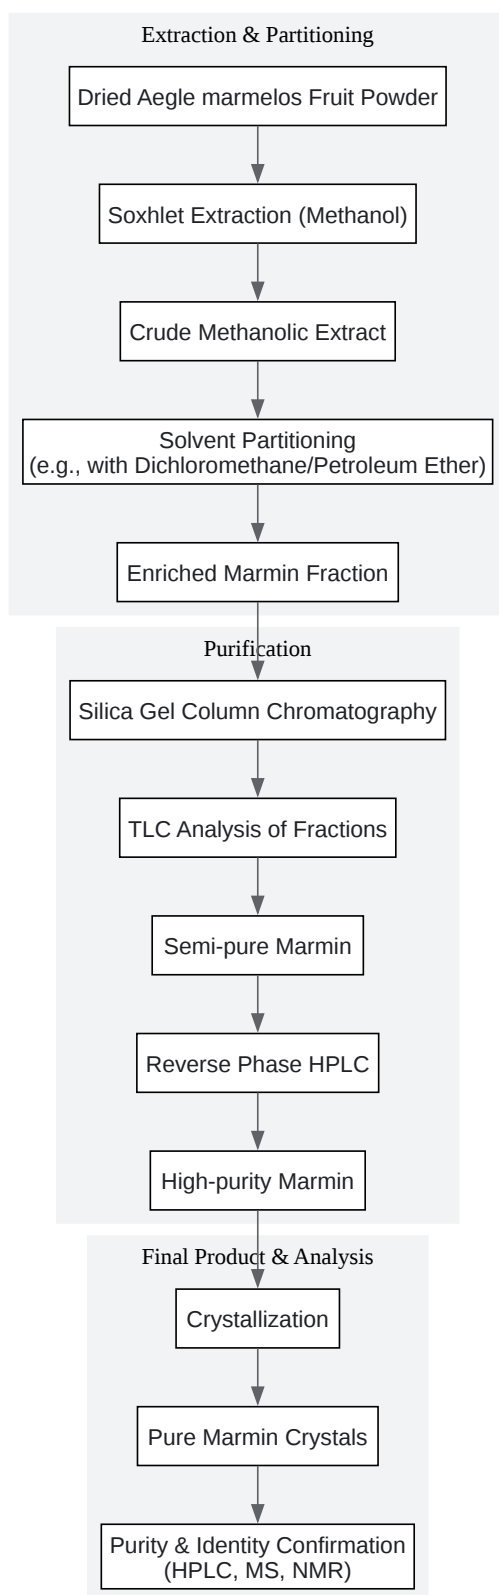 Extraction & Partitioning
Dried Aegle marmelos Fruit Powder
Soxhlet Extraction (Methanol)
Crude Methanolic Extract
Solvent Partitioning
(e.g., with Dichloromethane/Petroleum Ether)
Enriched Marmin Fraction
Purification
Silica Gel Column Chromatography
TLC Analysis of Fractions
Semi-pure Marmin
Reverse Phase HPLC
High-purity Marmin
Final Product & Analysis
Crystallization
Pure Marmin Crystals
Purity & Identity Confirmation
(HPLC, MS, NMR)